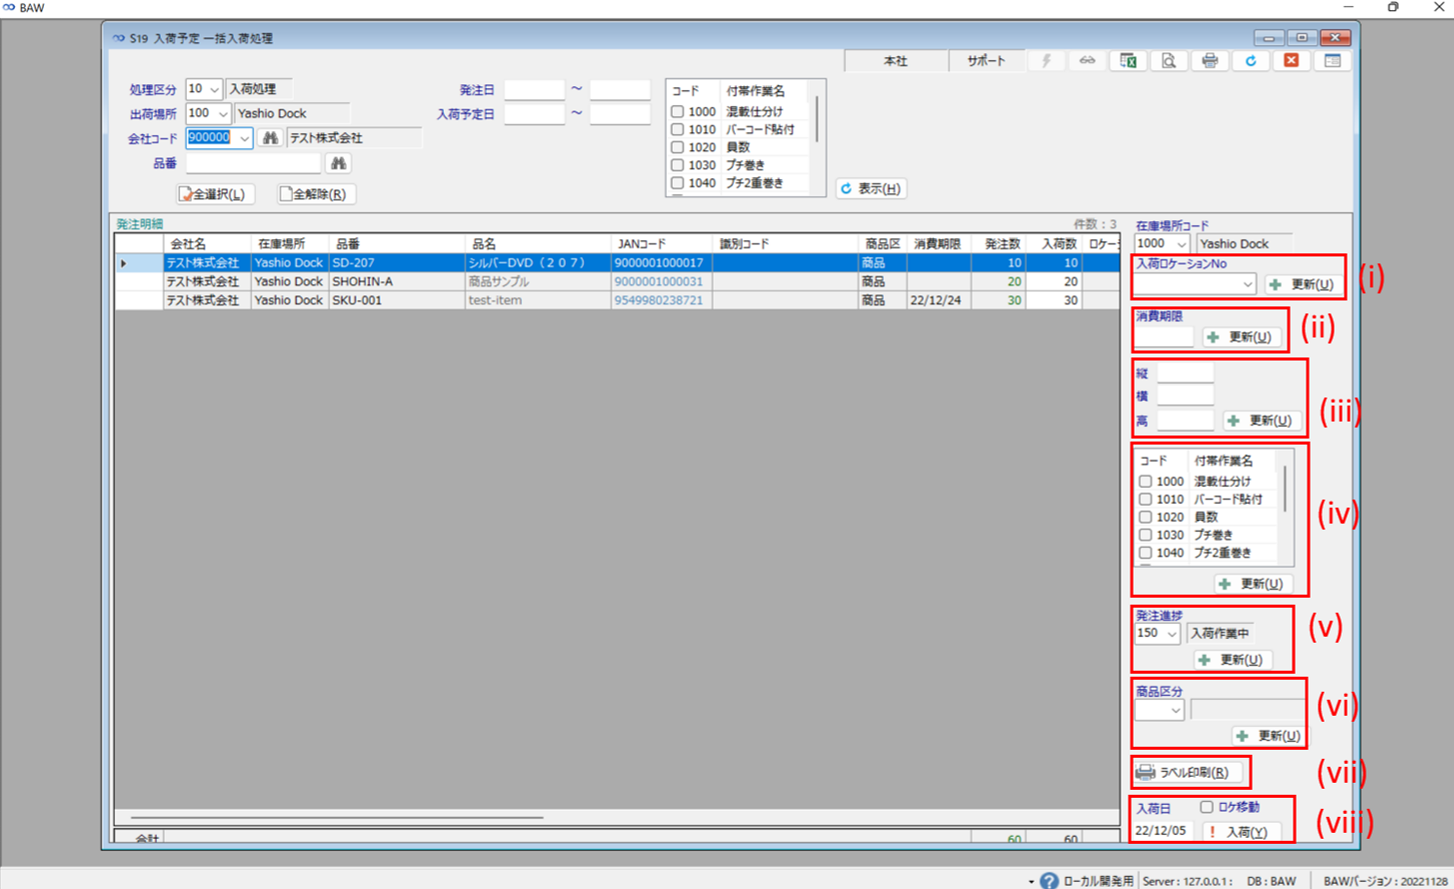 BAW
S19 入荷予定 一括入荷処理
本社 サポート
処理区分 10 入荷処理
出荷場所 100 Yashio Dock
会社コード 900000 テスト株式会社
品番
全選択(L) 全解除(R)
発注日 ～
入荷予定日 ～
コード 付帯作業名
1000 混載仕分け
1010 バーコード貼付
1020 員数
1030 プチ巻き
1040 プチ2重巻き
表示(H)
発注明細 件数：3
会社名 在庫場所 品番 品名 JANコード 識別コード 商品区 消費期限 発注数 入荷数 ロケーシ
テスト株式会社 Yashio Dock SD-207 シルバーDVD（２０７） 9000001000017 商品 10 10
テスト株式会社 Yashio Dock SHOHIN-A 商品サンプル 9000001000031 商品 20 20
テスト株式会社 Yashio Dock SKU-001 test-item 9549980238721 商品 22/12/24 30 30
合計 60 60
在庫場所コード
1000 Yashio Dock
入荷ロケーションNo
更新(U) (i)
消費期限
更新(U) (ii)
縦
横
高 更新(U) (iii)
コード 付帯作業名
1000 混載仕分け
1010 バーコード貼付
1020 員数
1030 プチ巻き
1040 プチ2重巻き
更新(U) (iv)
発注進捗
150 入荷作業中
更新(U) (v)
商品区分
更新(U) (vi)
ラベル印刷(R) (vii)
入荷日 ロケ移動
22/12/05 入荷(Y) (viii)
ローカル開発用 Server : 127.0.0.1 : DB : BAW BAWバージョン : 20221128